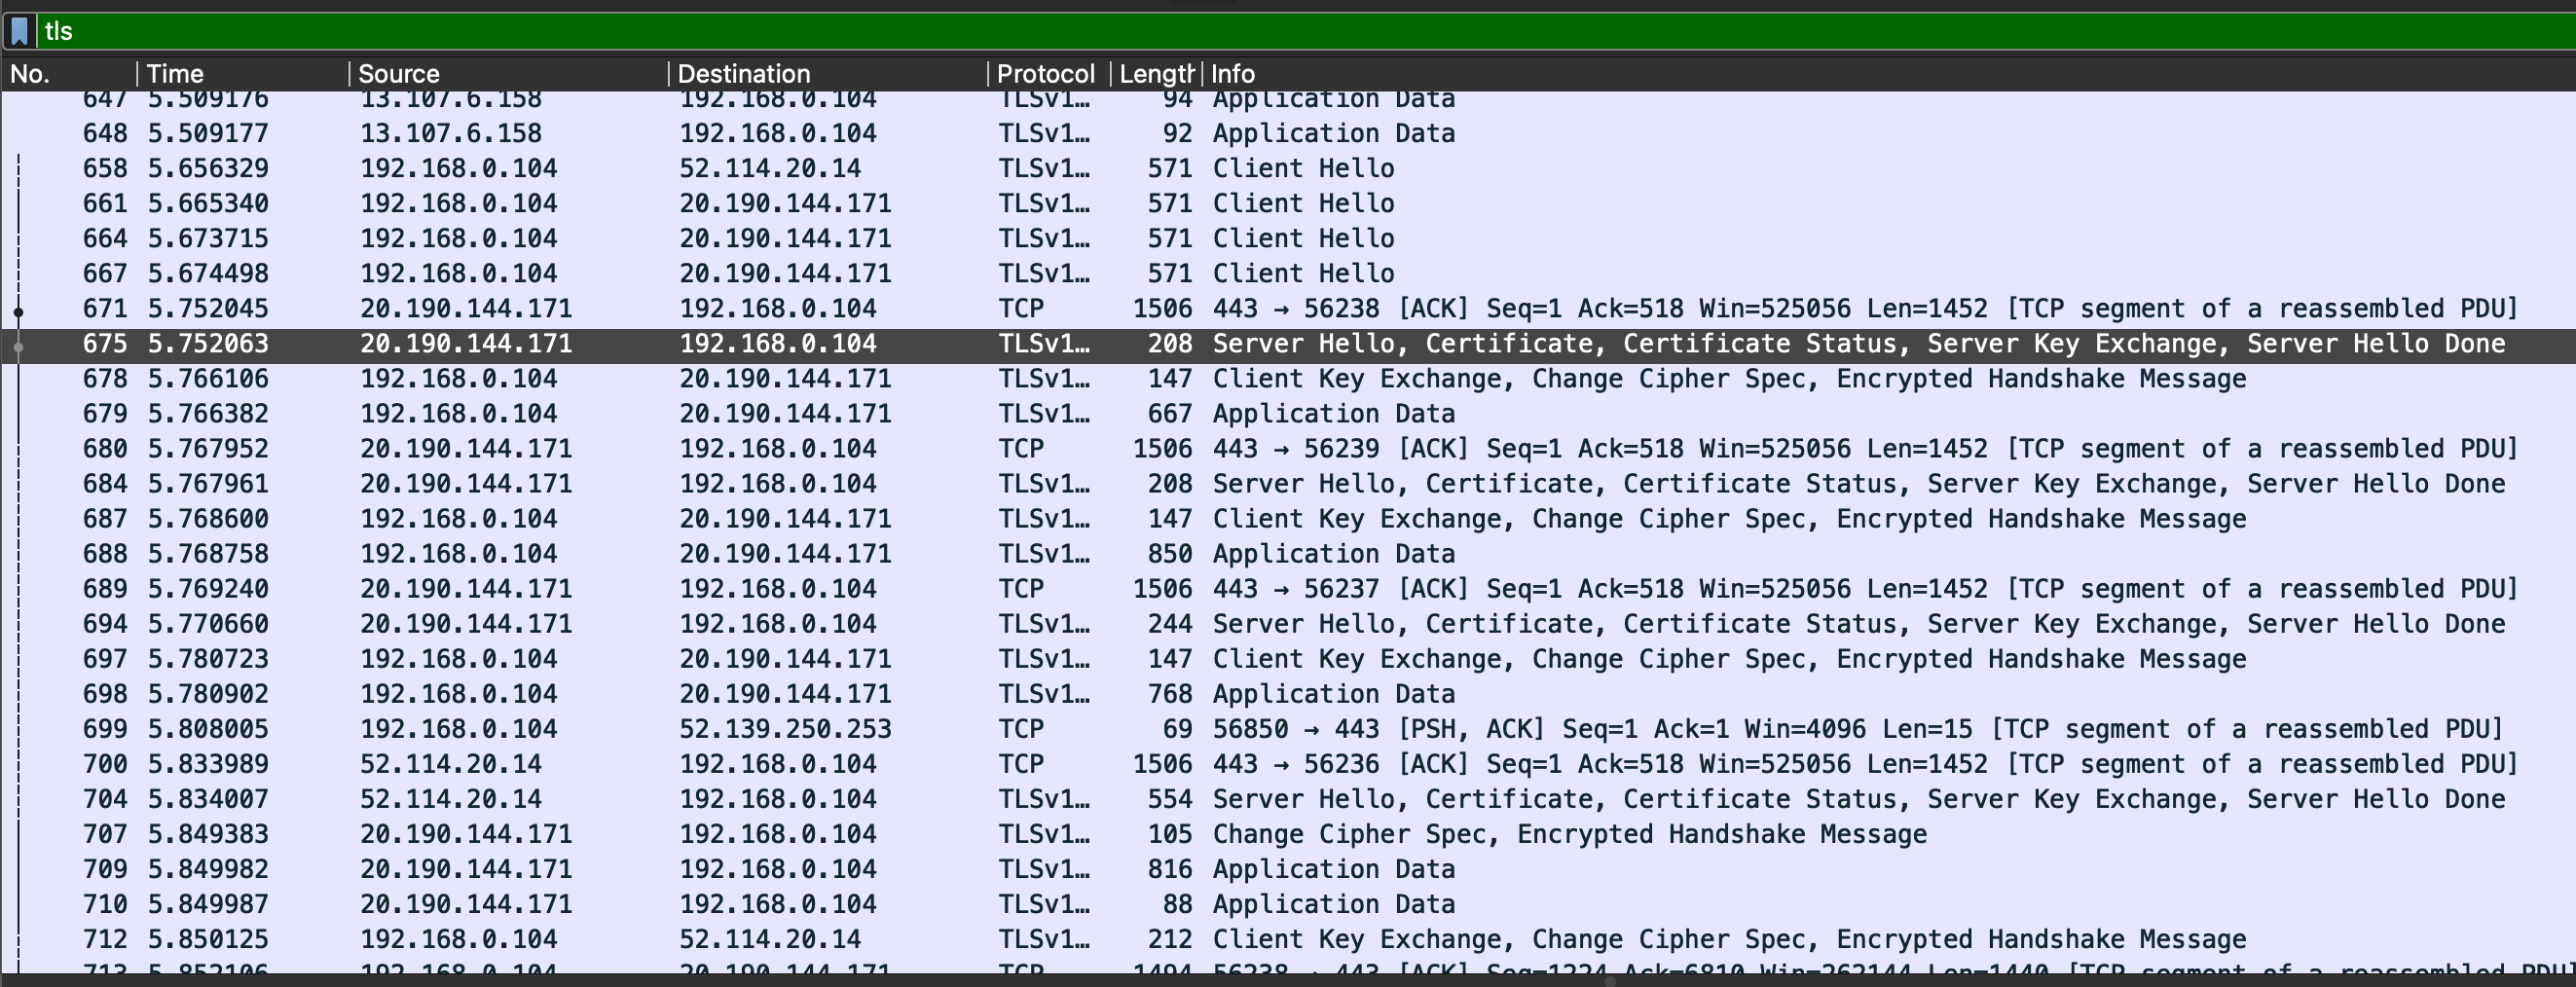 tls
No. Time Source Destination Protocol Length Info
647 5.509176 13.107.6.158 192.168.0.104 TLSv1… 94 Application Data
648 5.509177 13.107.6.158 192.168.0.104 TLSv1… 92 Application Data
658 5.656329 192.168.0.104 52.114.20.14 TLSv1… 571 Client Hello
661 5.665340 192.168.0.104 20.190.144.171 TLSv1… 571 Client Hello
664 5.673715 192.168.0.104 20.190.144.171 TLSv1… 571 Client Hello
667 5.674498 192.168.0.104 20.190.144.171 TLSv1… 571 Client Hello
671 5.752045 20.190.144.171 192.168.0.104 TCP 1506 443 → 56238 [ACK] Seq=1 Ack=518 Win=525056 Len=1452 [TCP segment of a reassembled PDU]
675 5.752063 20.190.144.171 192.168.0.104 TLSv1… 208 Server Hello, Certificate, Certificate Status, Server Key Exchange, Server Hello Done
678 5.766106 192.168.0.104 20.190.144.171 TLSv1… 147 Client Key Exchange, Change Cipher Spec, Encrypted Handshake Message
679 5.766382 192.168.0.104 20.190.144.171 TLSv1… 667 Application Data
680 5.767952 20.190.144.171 192.168.0.104 TCP 1506 443 → 56239 [ACK] Seq=1 Ack=518 Win=525056 Len=1452 [TCP segment of a reassembled PDU]
684 5.767961 20.190.144.171 192.168.0.104 TLSv1… 208 Server Hello, Certificate, Certificate Status, Server Key Exchange, Server Hello Done
687 5.768600 192.168.0.104 20.190.144.171 TLSv1… 147 Client Key Exchange, Change Cipher Spec, Encrypted Handshake Message
688 5.768758 192.168.0.104 20.190.144.171 TLSv1… 850 Application Data
689 5.769240 20.190.144.171 192.168.0.104 TCP 1506 443 → 56237 [ACK] Seq=1 Ack=518 Win=525056 Len=1452 [TCP segment of a reassembled PDU]
694 5.770660 20.190.144.171 192.168.0.104 TLSv1… 244 Server Hello, Certificate, Certificate Status, Server Key Exchange, Server Hello Done
697 5.780723 192.168.0.104 20.190.144.171 TLSv1… 147 Client Key Exchange, Change Cipher Spec, Encrypted Handshake Message
698 5.780902 192.168.0.104 20.190.144.171 TLSv1… 768 Application Data
699 5.808005 192.168.0.104 52.139.250.253 TCP 69 56850 → 443 [PSH, ACK] Seq=1 Ack=1 Win=4096 Len=15 [TCP segment of a reassembled PDU]
700 5.833989 52.114.20.14 192.168.0.104 TCP 1506 443 → 56236 [ACK] Seq=1 Ack=518 Win=525056 Len=1452 [TCP segment of a reassembled PDU]
704 5.834007 52.114.20.14 192.168.0.104 TLSv1… 554 Server Hello, Certificate, Certificate Status, Server Key Exchange, Server Hello Done
707 5.849383 20.190.144.171 192.168.0.104 TLSv1… 105 Change Cipher Spec, Encrypted Handshake Message
709 5.849982 20.190.144.171 192.168.0.104 TLSv1… 816 Application Data
710 5.849987 20.190.144.171 192.168.0.104 TLSv1… 88 Application Data
712 5.850125 192.168.0.104 52.114.20.14 TLSv1… 212 Client Key Exchange, Change Cipher Spec, Encrypted Handshake Message
713 5.852106 192.168.0.104 20.190.144.171 TCP 1494 56238 → 443 [ACK] Seq=1224 Ack=6810 Win=262144 Len=1440 [TCP segment of a reassembled PDU]